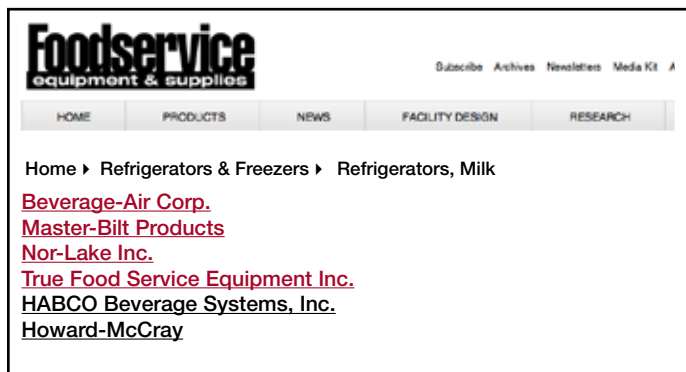 Foodservice
equipment & supplies
Subscribe Archives Newsletters Media Kit A
HOME PRODUCTS NEWS FACILITY DESIGN RESEARCH
Home ▸ Refrigerators & Freezers ▸ Refrigerators, Milk
Beverage-Air Corp.
Master-Bilt Products
Nor-Lake Inc.
True Food Service Equipment Inc.
HABCO Beverage Systems, Inc.
Howard-McCray